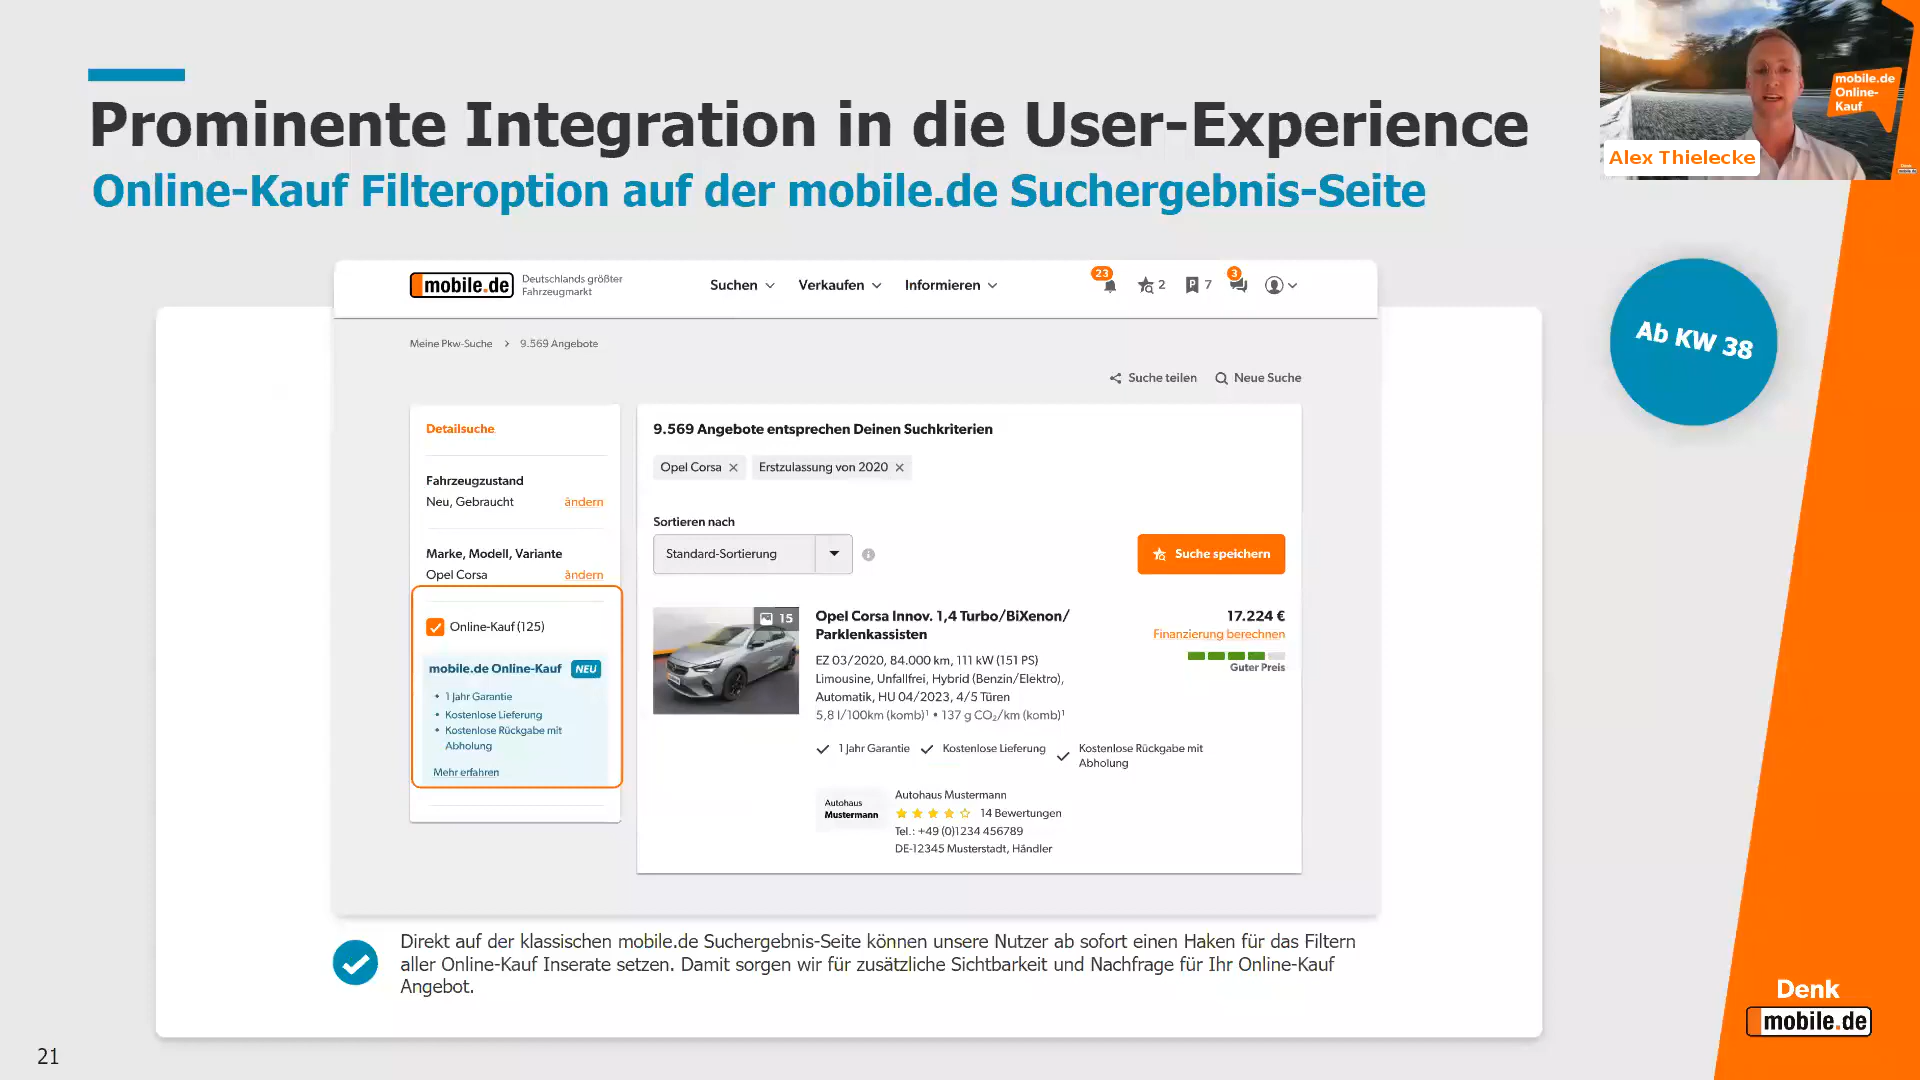 Prominente Integration in die User-Experience
Online-Kauf Filteroption auf der mobile.de Suchergebnis-Seite
mobile.de
Online-
Kauf
Alex Thielecke
Ab KW 38
mobile.de
Deutschlands größter
Fahrzeugmarkt
Suchen
Verkaufen
Informieren
23
2
P
7
3
Meine Pkw-Suche > 9.569 Angebote
Suche teilen
Neue Suche
Detailsuche
Fahrzeugzustand
Neu, Gebraucht ändern
Marke, Modell, Variante
Opel Corsa ändern
Online-Kauf (125)
mobile.de Online-Kauf NEU
• 1 Jahr Garantie
• Kostenlose Lieferung
• Kostenlose Rückgabe mit
Abholung
Mehr erfahren
9.569 Angebote entsprechen Deinen Suchkriterien
Opel Corsa ✕
Erstzulassung von 2020 ✕
Sortieren nach
Standard-Sortierung
i
Suche speichern
15
Opel Corsa Innov. 1,4 Turbo/BiXenon/
Parklenkassisten
17.224 €
Finanzierung berechnen
Guter Preis
EZ 03/2020, 84.000 km, 111 kW (151 PS)
Limousine, Unfallfrei, Hybrid (Benzin/Elektro),
Automatik, HU 04/2023, 4/5 Türen
5,8 l/100km (komb)¹ • 137 g CO₂/km (komb)¹
1 Jahr Garantie
Kostenlose Lieferung
Kostenlose Rückgabe mit
Abholung
Autohaus
Mustermann
Autohaus Mustermann
14 Bewertungen
Tel.: +49 (0)1234 456789
DE-12345 Musterstadt, Händler
Direkt auf der klassischen mobile.de Suchergebnis-Seite können unsere Nutzer ab sofort einen Haken für das Filtern
aller Online-Kauf Inserate setzen. Damit sorgen wir für zusätzliche Sichtbarkeit und Nachfrage für Ihr Online-Kauf
Angebot.
Denk
mobile.de
21